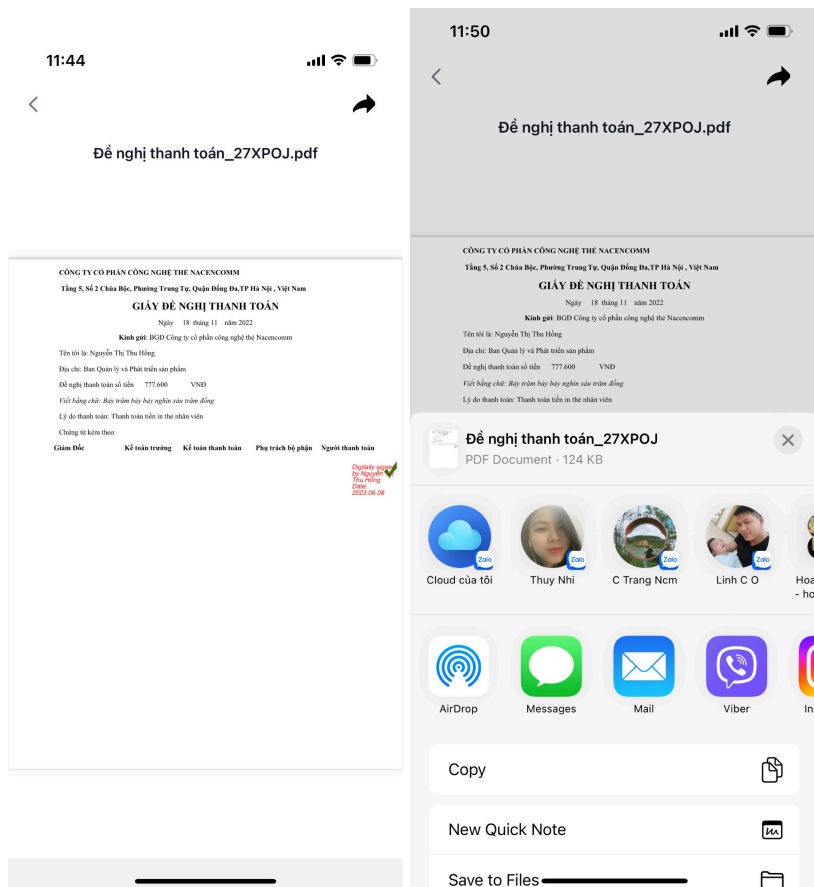 11:44
Đề nghị thanh toán_27XPOJ.pdf
CÔNG TY CỔ PHẦN CÔNG NGHỆ THẺ NACENCOMM
Tầng 5, Số 2 Chùa Bộc, Phường Trung Tự, Quận Đống Đa,TP Hà Nội , Việt Nam
GIẤY ĐỀ NGHỊ THANH TOÁN
Ngày 18 tháng 11 năm 2022
Kính gửi: BGĐ Công ty cổ phần công nghệ thẻ Nacencomm
Tên tôi là: Nguyễn Thị Thu Hồng
Địa chỉ: Ban Quản lý và Phát triển sản phẩm
Đề nghị thanh toán số tiền 777.600 VNĐ
Viết bằng chữ: Bảy trăm bảy bảy nghìn sáu trăm đồng
Lý do thanh toán: Thanh toán tiền in thẻ nhân viên
Chứng từ kèm theo:
Giám Đốc Kế toán trưởng Kế toán thanh toán Phụ trách bộ phận Người thanh toán
Digitally signed
by Nguyễn
Thu Hồng
Date:
2023.06.08
11:50
Đề nghị thanh toán_27XPOJ.pdf
CÔNG TY CỔ PHẦN CÔNG NGHỆ THẺ NACENCOMM
Tầng 5, Số 2 Chùa Bộc, Phường Trung Tự, Quận Đống Đa,TP Hà Nội , Việt Nam
GIẤY ĐỀ NGHỊ THANH TOÁN
Ngày 18 tháng 11 năm 2022
Kính gửi: BGĐ Công ty cổ phần công nghệ thẻ Nacencomm
Tên tôi là: Nguyễn Thị Thu Hồng
Địa chỉ: Ban Quản lý và Phát triển sản phẩm
Đề nghị thanh toán số tiền 777.600 VNĐ
Viết bằng chữ: Bảy trăm bảy bảy nghìn sáu trăm đồng
Lý do thanh toán: Thanh toán tiền in thẻ nhân viên
Đề nghị thanh toán_27XPOJ
PDF Document · 124 KB
Zalo Zalo Zalo Zalo
Cloud của tôi Thuy Nhi C Trang Ncm Linh C O Hoa
- ho
AirDrop Messages Mail Viber In
Copy
New Quick Note
Save to Files